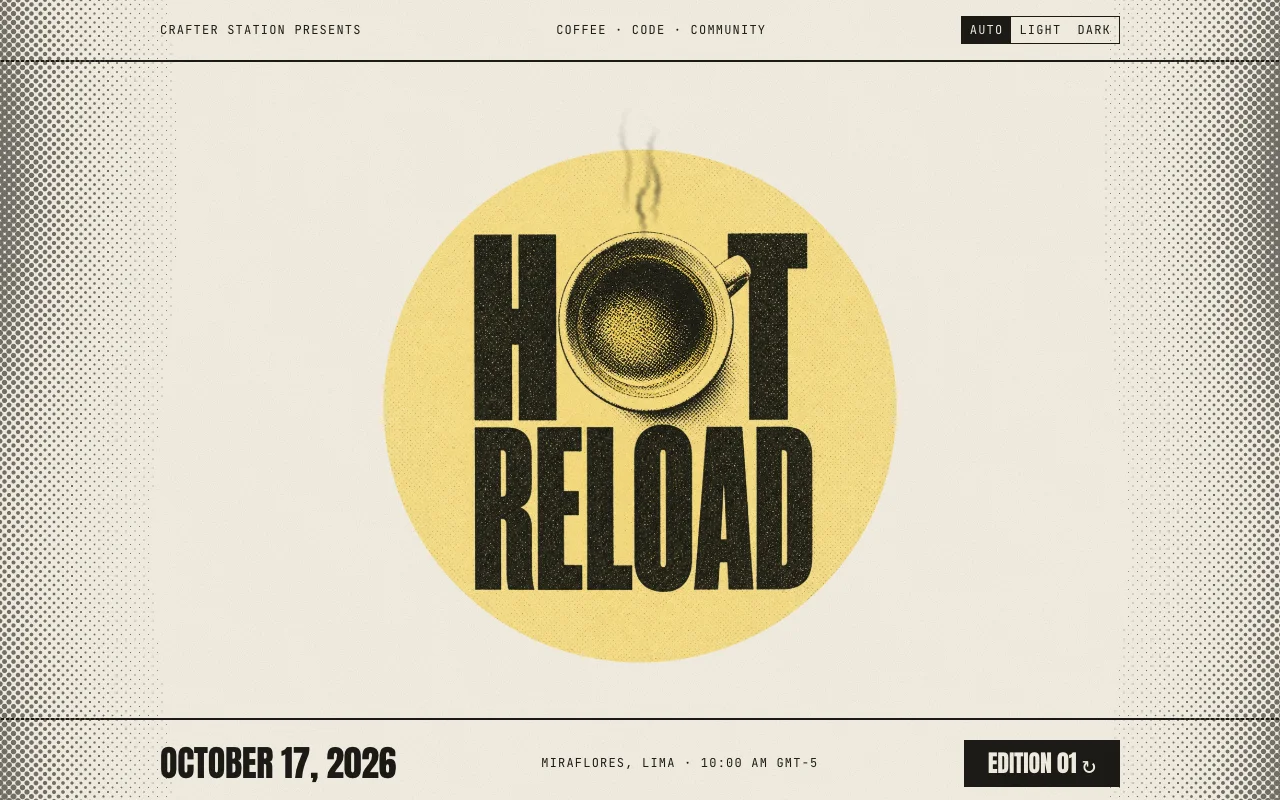 CRAFTER STATION PRESENTS
COFFEE · CODE · COMMUNITY
AUTO LIGHT DARK
HOT
RELOAD
OCTOBER 17, 2026
MIRAFLORES, LIMA · 10:00 AM GMT-5
EDITION 01 ↻